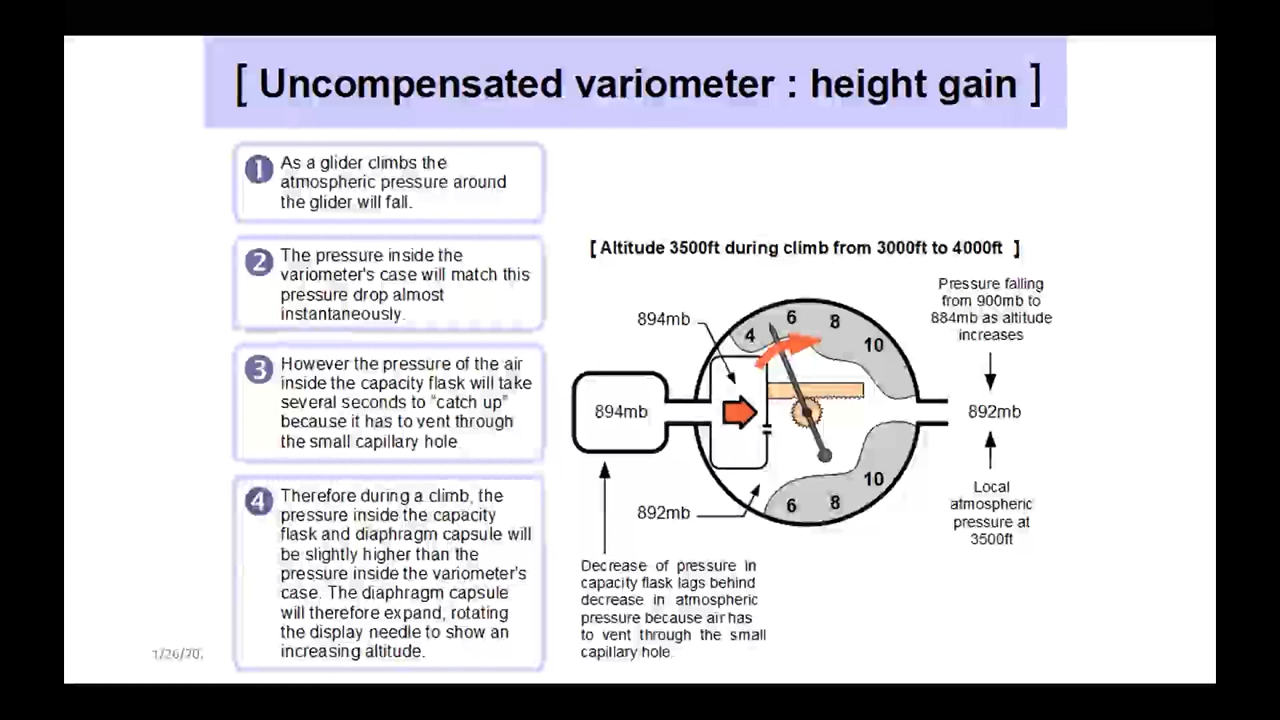 [ Uncompensated variometer : height gain ]
1 As a glider climbs the
atmospheric pressure around
the glider will fall.
2 The pressure inside the
variometer's case will match this
pressure drop almost
instantaneously.
3 However the pressure of the air
inside the capacity flask will take
several seconds to "catch up"
because it has to vent through
the small capillary hole
4 Therefore during a climb, the
pressure inside the capacity
flask and diaphragm capsule will
be slightly higher than the
pressure inside the variometer's
case. The diaphragm capsule
will therefore expand, rotating
the display needle to show an
increasing altitude.
[ Altitude 3500ft during climb from 3000ft to 4000ft ]
Pressure falling
from 900mb to
884mb as altitude
increases
894mb
4
6
8
10
894mb
892mb
10
8
6
892mb
Local
atmospheric
pressure at
3500ft
Decrease of pressure in
capacity flask lags behind
decrease in atmospheric
pressure because air has
to vent through the small
capillary hole